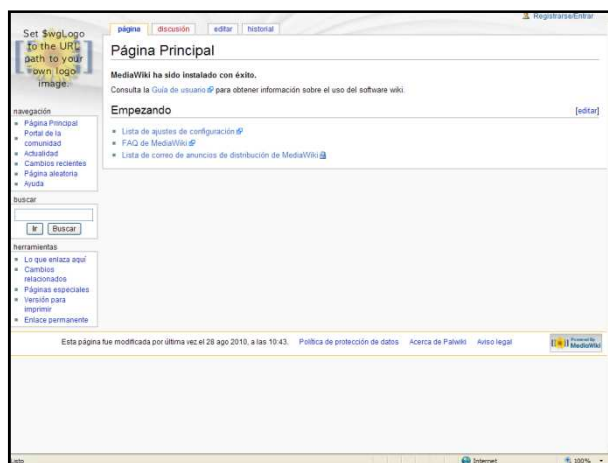 Registrarse/Entrar
Set $wgLogo
to the URL
path to your
own logo
image.
página discusión editar historial
Página Principal
MediaWiki ha sido instalado con éxito.
Consulta la Guía de usuario para obtener información sobre el uso del software wiki.
Empezando [editar]
Lista de ajustes de configuración
FAQ de MediaWiki
Lista de correo de anuncios de distribución de MediaWiki
navegación
Página Principal
Portal de la
comunidad
Actualidad
Cambios recientes
Página aleatoria
Ayuda
buscar
Ir Buscar
herramientas
Lo que enlaza aquí
Cambios
relacionados
Páginas especiales
Versión para
imprimir
Enlace permanente
Esta página fue modificada por última vez el 28 ago 2010, a las 10:43. Política de protección de datos Acerca de Palwiki Aviso legal
Powered By
MediaWiki
Listo Internet 100%